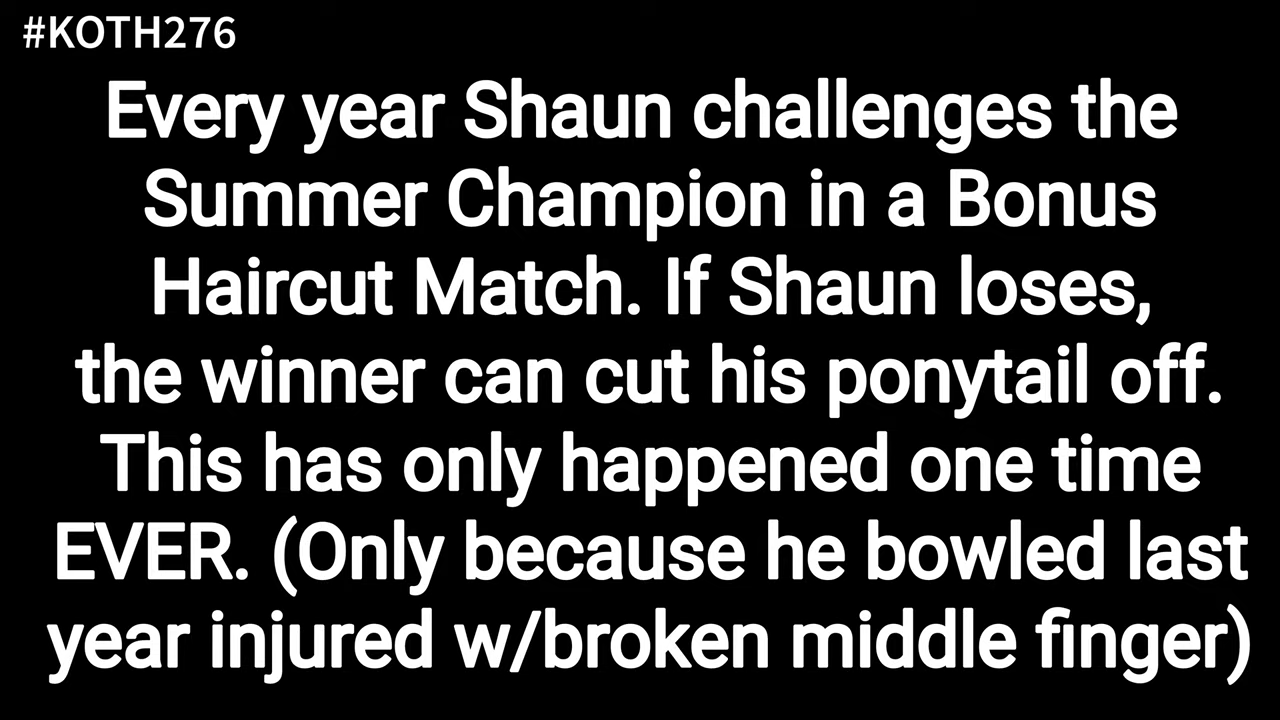 #KOTH276
Every year Shaun challenges the
Summer Champion in a Bonus
Haircut Match. If Shaun loses,
the winner can cut his ponytail off.
This has only happened one time
EVER. (Only because he bowled last
year injured w/broken middle finger)